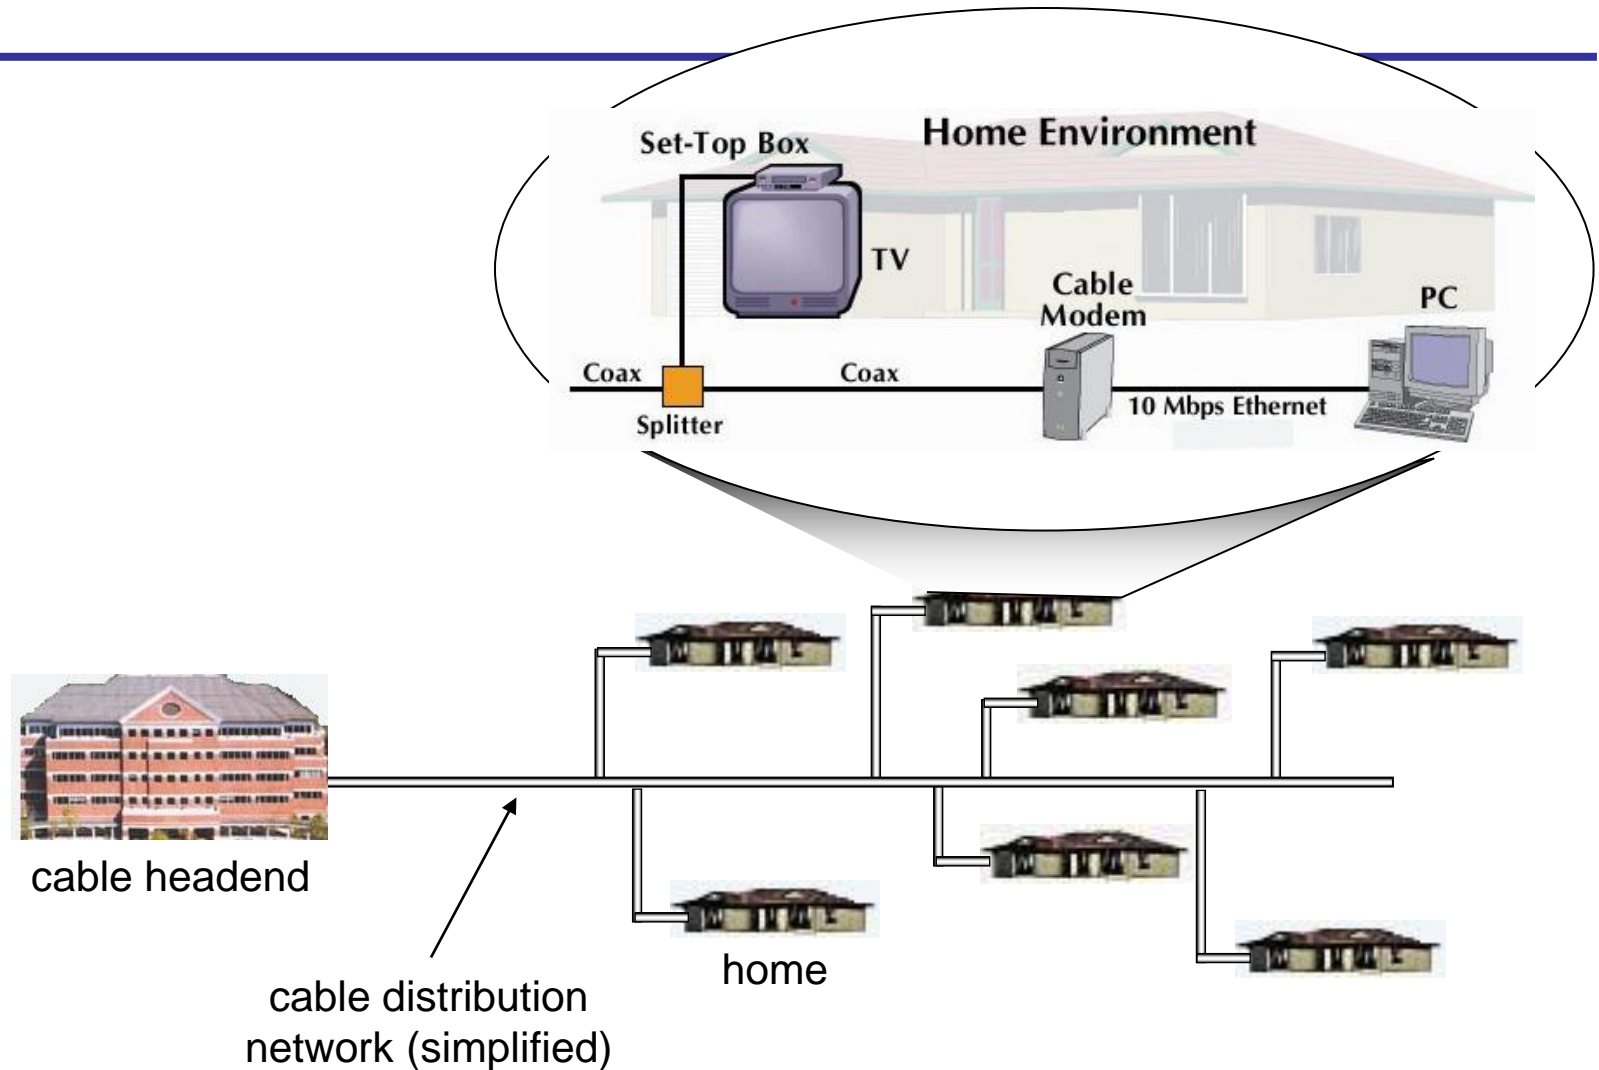 Home Environment
Set-Top Box
TV
Cable
Modem
PC
Coax
Coax
10 Mbps Ethernet
Splitter
cable headend
home
cable distribution
network (simplified)